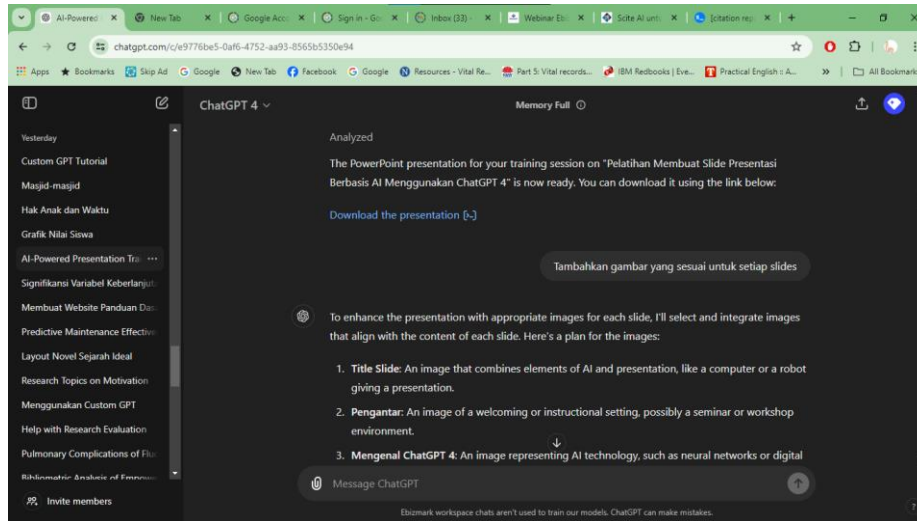 AI-Powered
New Tab
Google Acc
Sign in - Go
Inbox (33) -
Webinar Eb
Scite AI unt
[citation rep
chatgpt.com/c/e9776be5-0af6-4752-aa93-8565b5350e94
Apps Bookmarks Skip Ad Google New Tab Facebook Google Resources - Vital Re... Part 5: Vital records... IBM Redbooks | Eve... Practical English :: A... » All Bookmark
ChatGPT 4
Memory Full
Yesterday
Custom GPT Tutorial
Masjid-masjid
Hak Anak dan Waktu
Grafik Nilai Siswa
AI-Powered Presentation Tra ...
Signifikansi Variabel Keberlanjut
Membuat Website Panduan Das
Predictive Maintenance Effective
Layout Novel Sejarah Ideal
Research Topics on Motivation
Menggunakan Custom GPT
Help with Research Evaluation
Pulmonary Complications of Flu
Bibliometric Analysis of Empow
Invite members
Analyzed
The PowerPoint presentation for your training session on "Pelatihan Membuat Slide Presentasi
Berbasis AI Menggunakan ChatGPT 4" is now ready. You can download it using the link below:
Download the presentation [>-]
Tambahkan gambar yang sesuai untuk setiap slides
To enhance the presentation with appropriate images for each slide, I'll select and integrate images
that align with the content of each slide. Here's a plan for the images:
1. Title Slide: An image that combines elements of AI and presentation, like a computer or a robot
giving a presentation.
2. Pengantar: An image of a welcoming or instructional setting, possibly a seminar or workshop
environment.
3. Mengenal ChatGPT 4: An image representing AI technology, such as neural networks or digital
Message ChatGPT
Ebizmark workspace chats aren't used to train our models. ChatGPT can make mistakes.